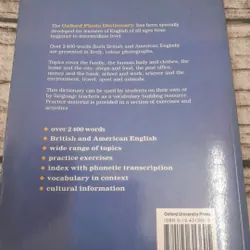 The Oxford Photo Dictionary has been specially
developed for learners of English of all ages from
beginner to intermediate level.
Over 2 400 words from British and American English
are presented in lively, colour photographs.
Topics cover the family, the human body and clothes, the
home and the city, shops and food, the post office,
money and the bank, school and work, science and the
environment, travel, sport and vacation.
This dictionary can be used by students on their own or
by language teachers as a vocabulary building resource.
Practice material is provided in a section of exercises and
activities
• over 2 400 words
• British and American English
• wide range of topics
• practice exercises
• index with phonetic transcription
• vocabulary in context
• cultural information
Oxford University Press